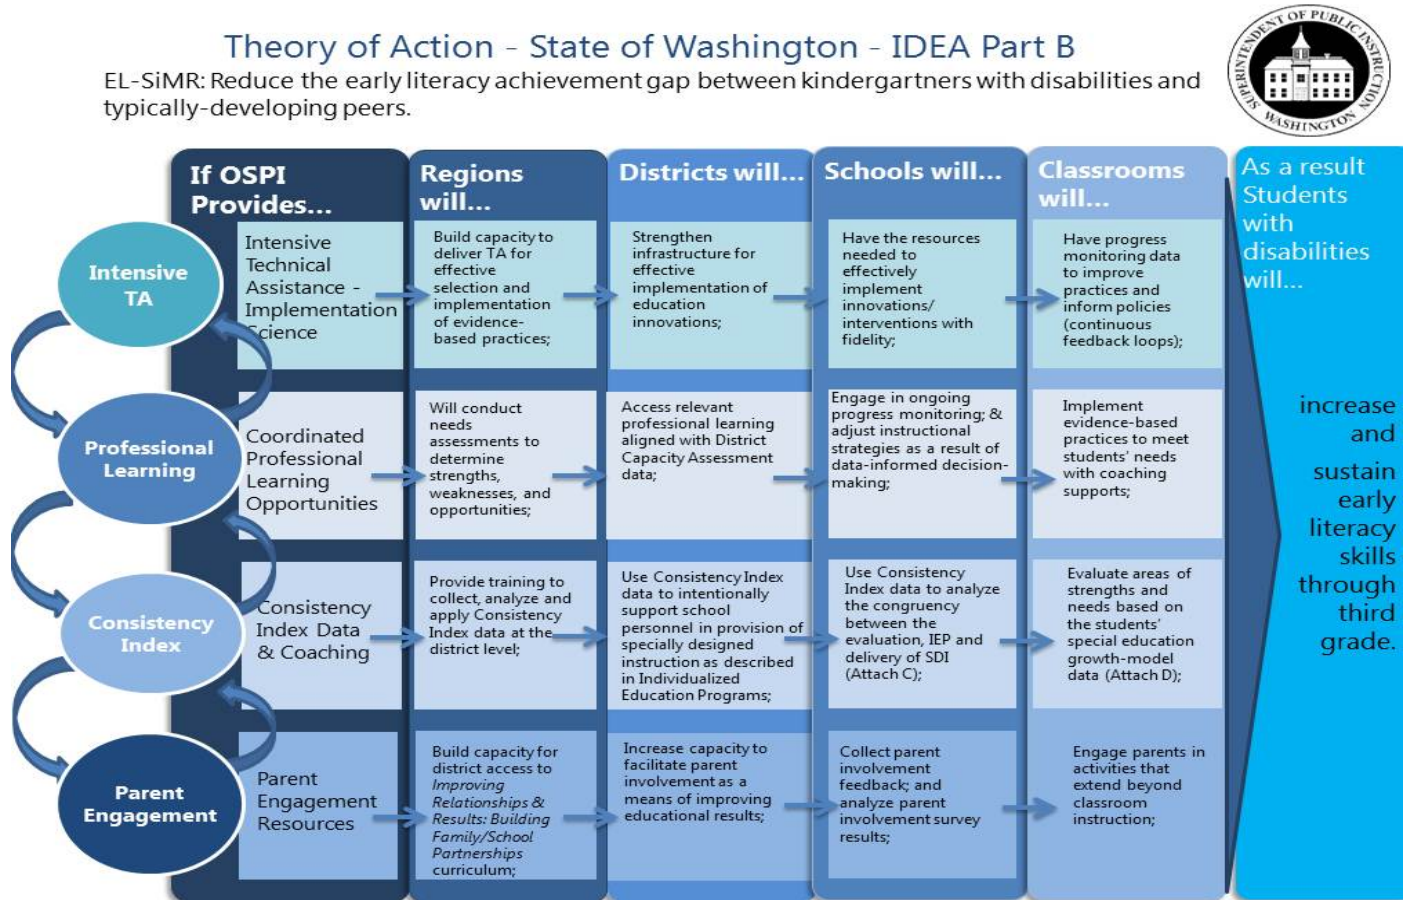 Theory of Action - State of Washington - IDEA Part B
EL-SiMR: Reduce the early literacy achievement gap between kindergartners with disabilities and
typically-developing peers.
SUPERINTENDENT OF PUBLIC INSTRUCTION
WASHINGTON
If OSPI
Provides...
Regions
will...
Districts will...
Schools will...
Classrooms
will...
As a result
Students
with
disabilities
will...
Intensive
TA
Intensive
Technical
Assistance -
Implementation
Science
Build capacity to
deliver TA for
effective
selection and
implementation
of evidence-
based practices;
Strengthen
infrastructure for
effective
implementation of
education
innovations;
Have the resources
needed to
effectively
implement
innovations/
interventions with
fidelity;
Have progress
monitoring data
to improve
practices and
inform policies
(continuous
feedback loops);
Professional
Learning
Coordinated
Professional
Learning
Opportunities
Will conduct
needs
assessments to
determine
strengths,
weaknesses, and
opportunities;
Access relevant
professional learning
aligned with District
Capacity Assessment
data;
Engage in ongoing
progress monitoring; &
adjust instructional
strategies as a result of
data-informed decision-
making;
Implement
evidence-based
practices to meet
students' needs
with coaching
supports;
Consistency
Index
Consistency
Index Data
& Coaching
Provide training to
collect, analyze and
apply Consistency
Index data at the
district level;
Use Consistency Index
data to intentionally
support school
personnel in provision of
specially designed
instruction as described
in Individualized
Education Programs;
Use Consistency
Index data to analyze
the congruency
between the
evaluation, IEP and
delivery of SDI
(Attach C);
Evaluate areas of
strengths and
needs based on
the students'
special education
growth-model
data (Attach D);
Parent
Engagement
Parent
Engagement
Resources
Build capacity for
district access to
Improving
Relationships &
Results: Building
Family/School
Partnerships
curriculum;
Increase capacity to
facilitate parent
involvement as a
means of improving
educational results;
Collect parent
involvement
feedback; and
analyze parent
involvement survey
results;
Engage parents in
activities that
extend beyond
classroom
instruction;
increase
and
sustain
early
literacy
skills
through
third
grade.